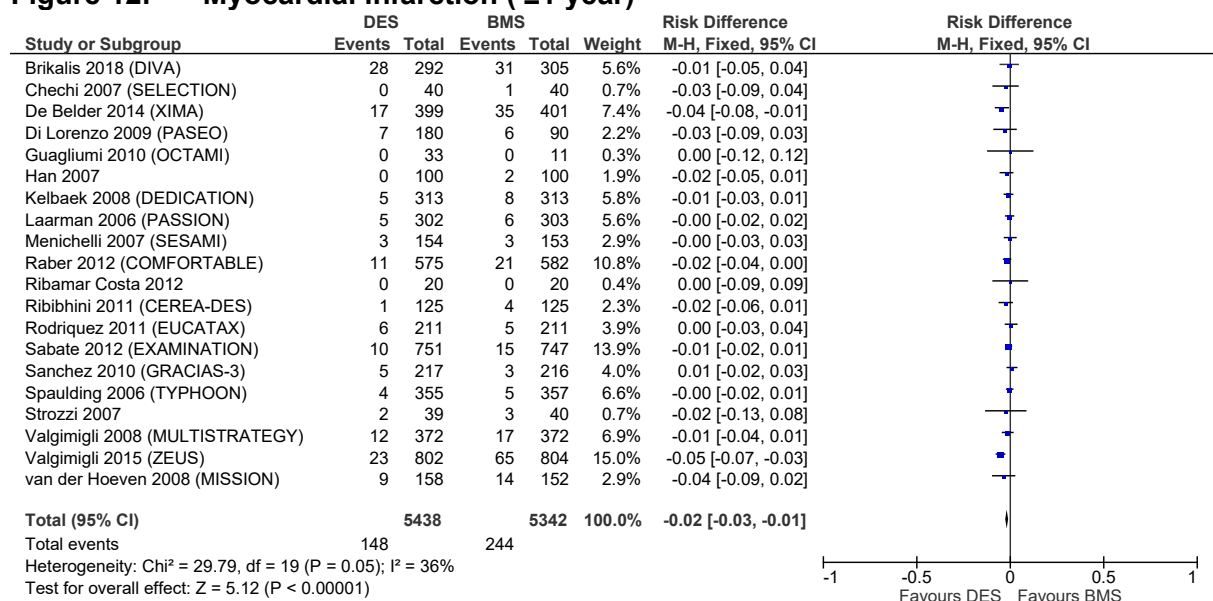 Figure 12: Myocardial infarction (≤1 year)
DES BMS Risk Difference Risk Difference
Study or Subgroup Events Total Events Total Weight M-H, Fixed, 95% CI M-H, Fixed, 95% CI
Brikalis 2018 (DIVA) 28 292 31 305 5.6% -0.01 [-0.05, 0.04]
Chechi 2007 (SELECTION) 0 40 1 40 0.7% -0.03 [-0.09, 0.04]
De Belder 2014 (XIMA) 17 399 35 401 7.4% -0.04 [-0.08, -0.01]
Di Lorenzo 2009 (PASEO) 7 180 6 90 2.2% -0.03 [-0.09, 0.03]
Guagliumi 2010 (OCTAMI) 0 33 0 11 0.3% 0.00 [-0.12, 0.12]
Han 2007 0 100 2 100 1.9% -0.02 [-0.05, 0.01]
Kelbaek 2008 (DEDICATION) 5 313 8 313 5.8% -0.01 [-0.03, 0.01]
Laarman 2006 (PASSION) 5 302 6 303 5.6% -0.00 [-0.02, 0.02]
Menichelli 2007 (SESAMI) 3 154 3 153 2.9% -0.00 [-0.03, 0.03]
Raber 2012 (COMFORTABLE) 11 575 21 582 10.8% -0.02 [-0.04, 0.00]
Ribamar Costa 2012 0 20 0 20 0.4% 0.00 [-0.09, 0.09]
Ribibhini 2011 (CEREA-DES) 1 125 4 125 2.3% -0.02 [-0.06, 0.01]
Rodriquez 2011 (EUCATAX) 6 211 5 211 3.9% 0.00 [-0.03, 0.04]
Sabate 2012 (EXAMINATION) 10 751 15 747 13.9% -0.01 [-0.02, 0.01]
Sanchez 2010 (GRACIAS-3) 5 217 3 216 4.0% 0.01 [-0.02, 0.03]
Spaulding 2006 (TYPHOON) 4 355 5 357 6.6% -0.00 [-0.02, 0.01]
Strozzi 2007 2 39 3 40 0.7% -0.02 [-0.13, 0.08]
Valgimigli 2008 (MULTISTRATEGY) 12 372 17 372 6.9% -0.01 [-0.04, 0.01]
Valgimigli 2015 (ZEUS) 23 802 65 804 15.0% -0.05 [-0.07, -0.03]
van der Hoeven 2008 (MISSION) 9 158 14 152 2.9% -0.04 [-0.09, 0.02]
Total (95% CI) 5438 5342 100.0% -0.02 [-0.03, -0.01]
Total events 148 244
Heterogeneity: Chi² = 29.79, df = 19 (P = 0.05); I² = 36%
Test for overall effect: Z = 5.12 (P < 0.00001)
-1 -0.5 0 0.5 1
Favours DES Favours BMS